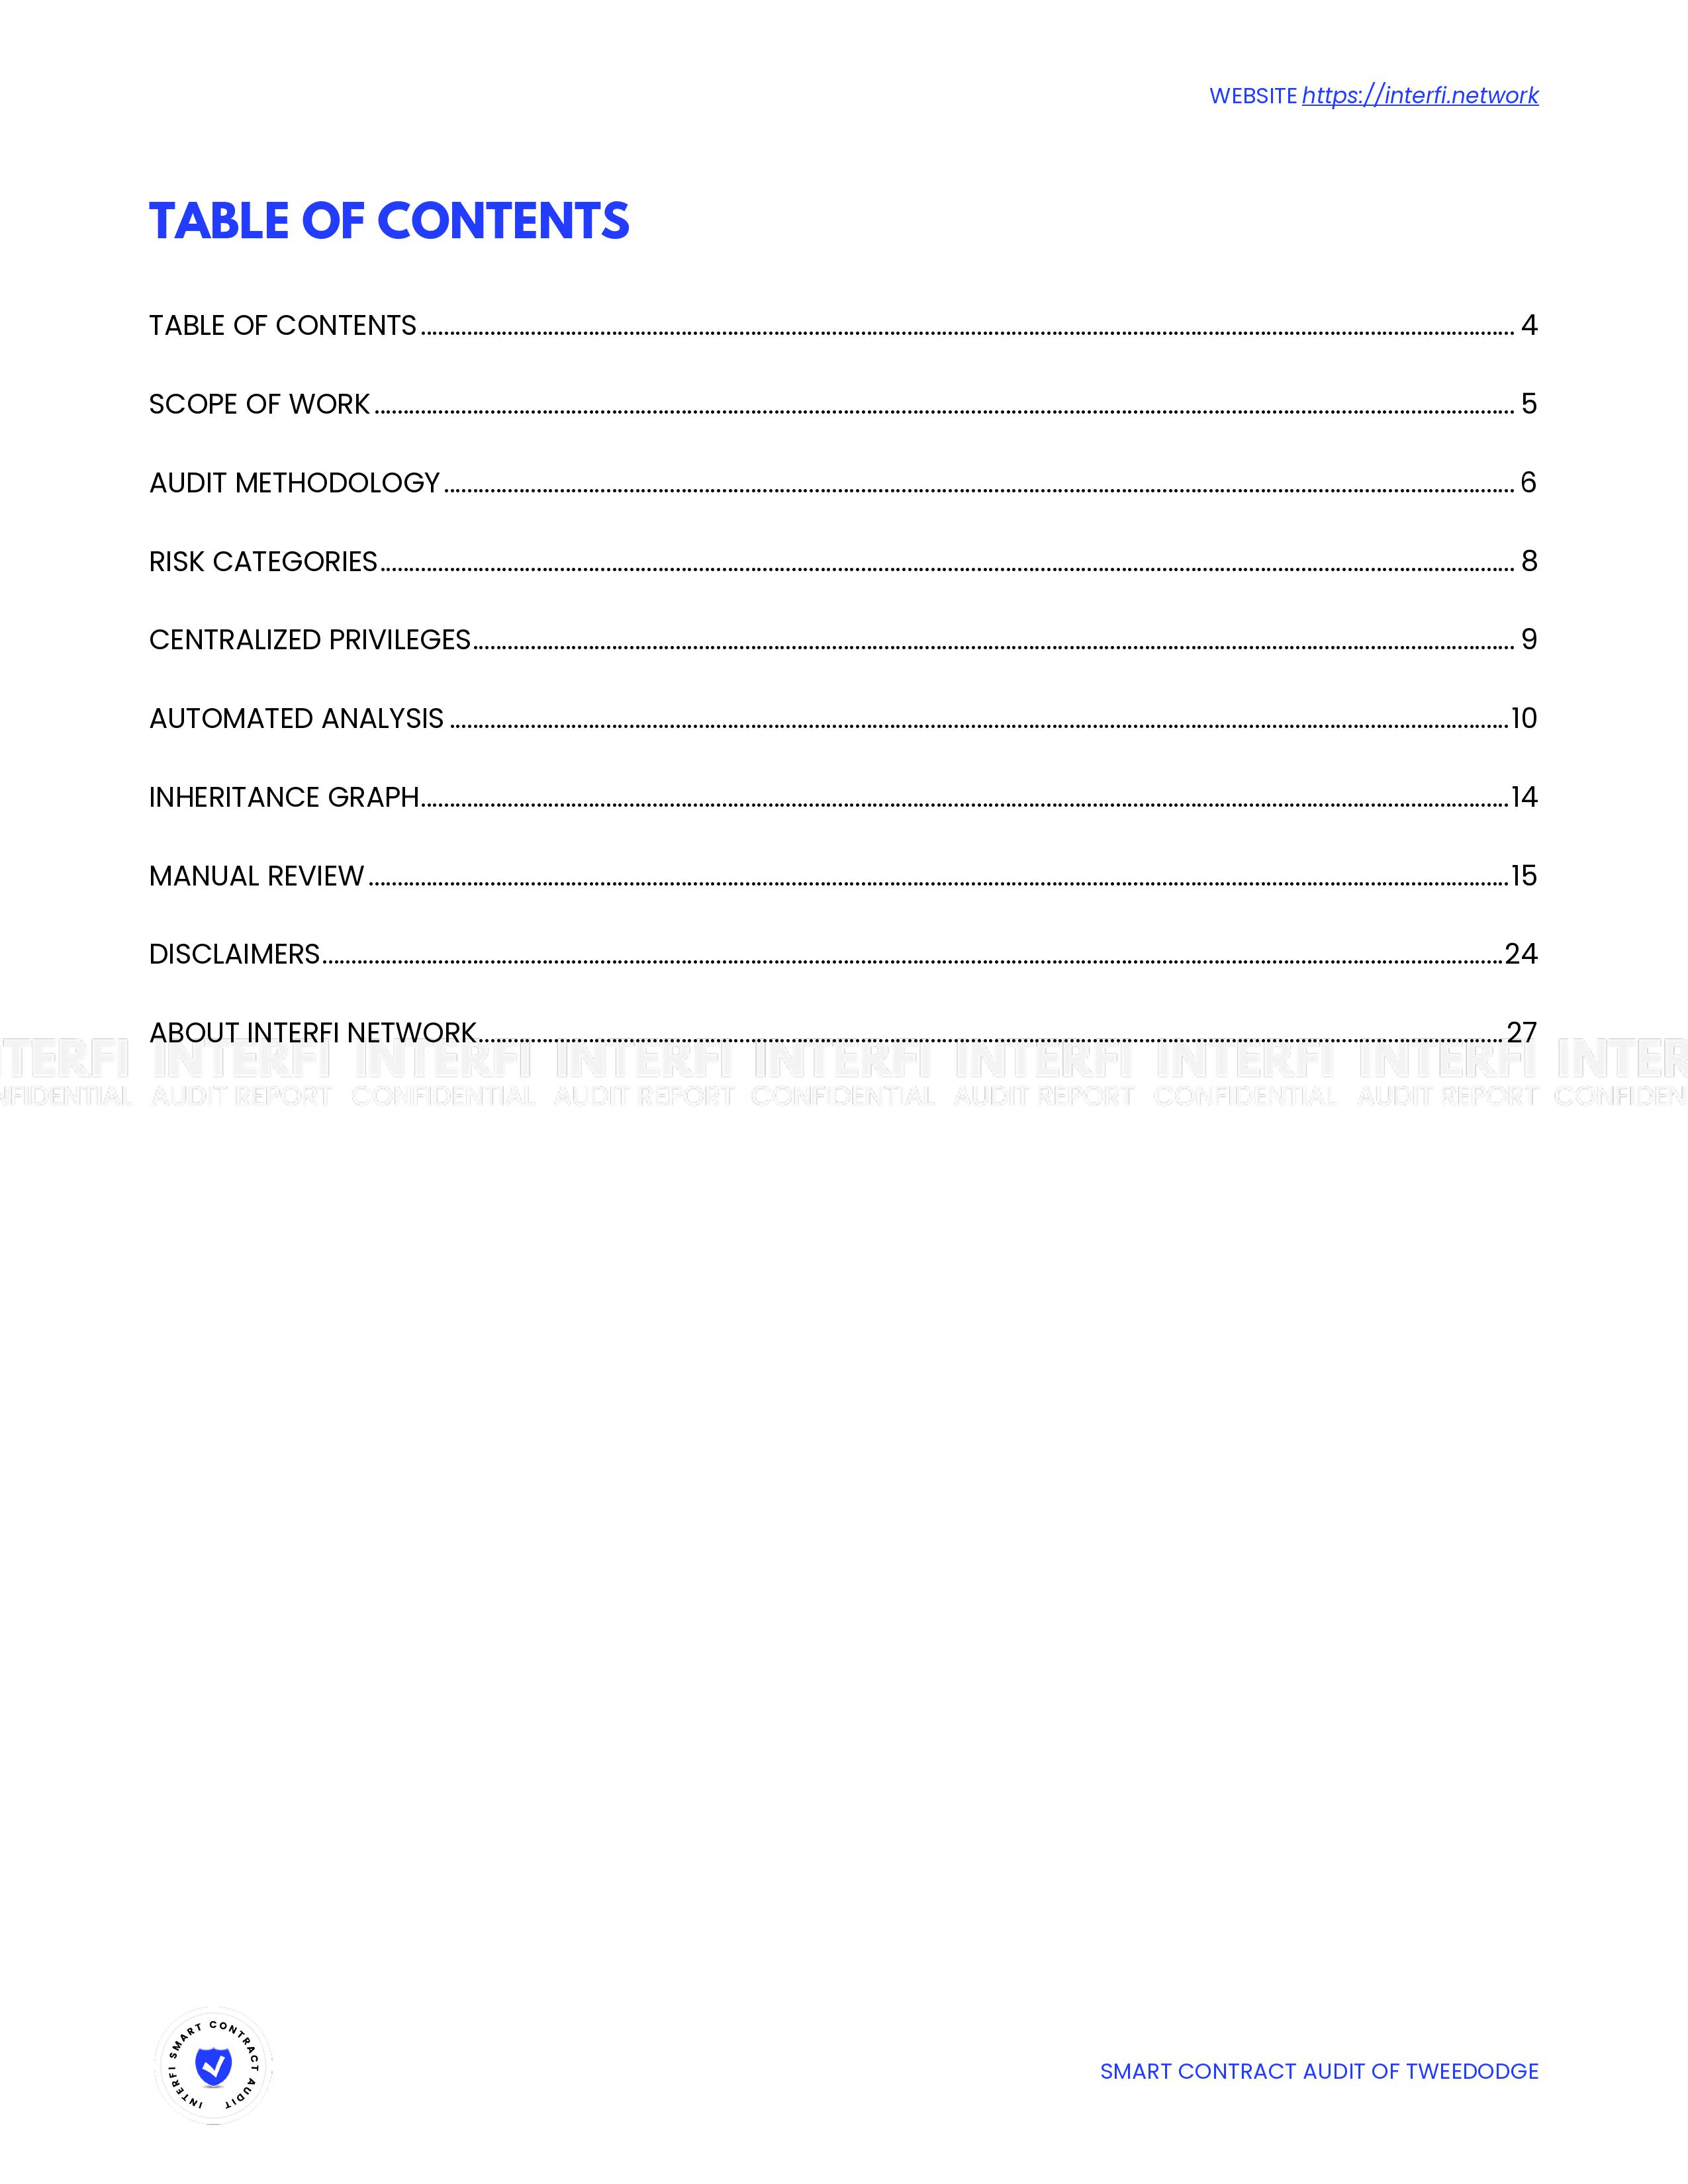 WEBSITE https://interfi.network
TABLE OF CONTENTS
TABLE OF CONTENTS 4
SCOPE OF WORK 5
AUDIT METHODOLOGY 6
RISK CATEGORIES 8
CENTRALIZED PRIVILEGES 9
AUTOMATED ANALYSIS 10
INHERITANCE GRAPH 14
MANUAL REVIEW 15
DISCLAIMERS 24
ABOUT INTERFI NETWORK 27
TERFI INTERFI INTERFI INTERFI INTERFI INTERFI INTERFI INTERFI INTER
NFIDENTIAL AUDIT REPORT CONFIDENTIAL AUDIT REPORT CONFIDENTIAL AUDIT REPORT CONFIDENTIAL AUDIT REPORT CONFIDEN
INTERFI SMART CONTRACT AUDIT
SMART CONTRACT AUDIT OF TWEEDODGE